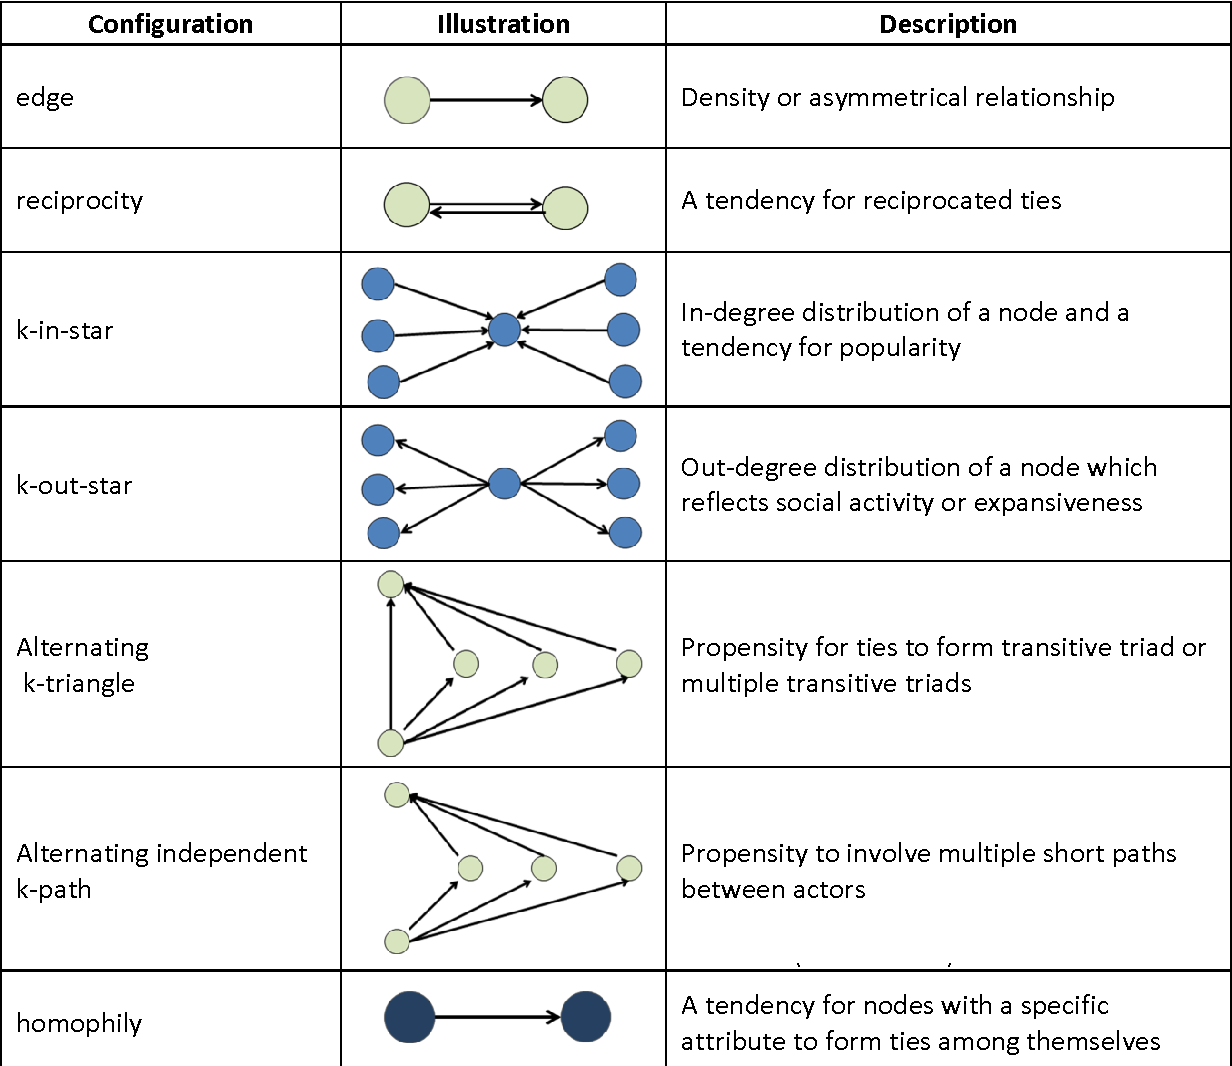 Configuration Illustration Description
edge Density or asymmetrical relationship
reciprocity A tendency for reciprocated ties
k-in-star In-degree distribution of a node and a
tendency for popularity
k-out-star Out-degree distribution of a node which
reflects social activity or expansiveness
Alternating Propensity for ties to form transitive triad or
k-triangle multiple transitive triads
Alternating independent Propensity to involve multiple short paths
k-path between actors
homophily A tendency for nodes with a specific
attribute to form ties among themselves